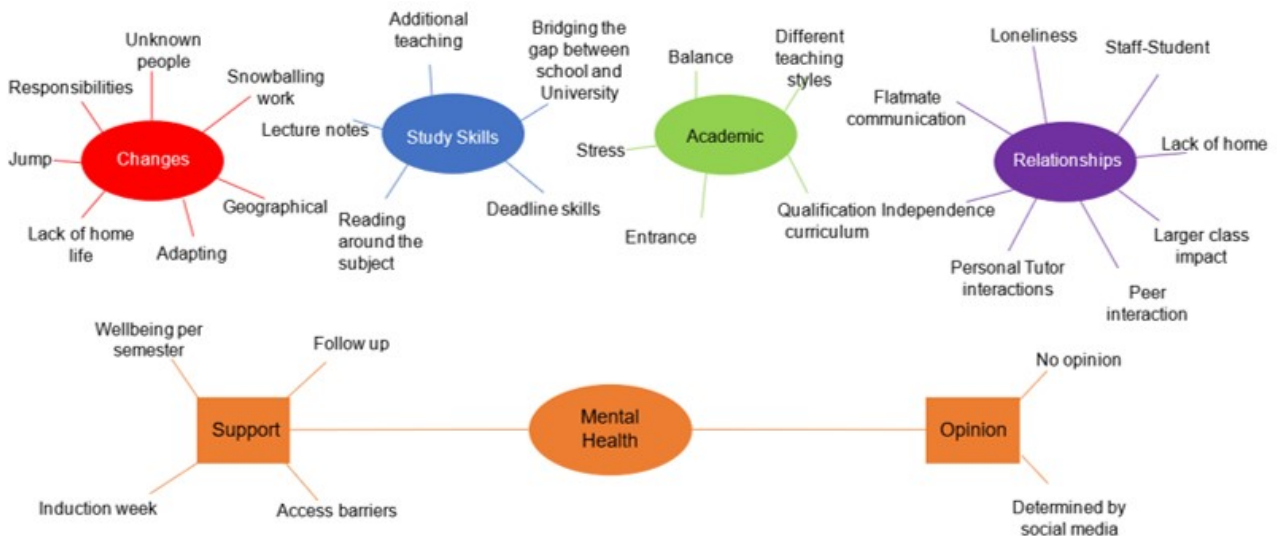 Unknown
people
Responsibilities
Snowballing
work
Jump
Changes
Geographical
Lack of home
life
Adapting
Additional
teaching
Bridging the
gap between
school and
University
Lecture notes
Study Skills
Reading
around the
subject
Deadline skills
Balance
Different
teaching
styles
Stress
Academic
Entrance
Qualification
curriculum
Loneliness
Staff-Student
Flatmate
communication
Relationships
Lack of home
Independence
Larger class
impact
Personal Tutor
interactions
Peer
interaction
Wellbeing per
semester
Follow up
Support
Induction week
Access barriers
Mental
Health
No opinion
Opinion
Determined by
social media